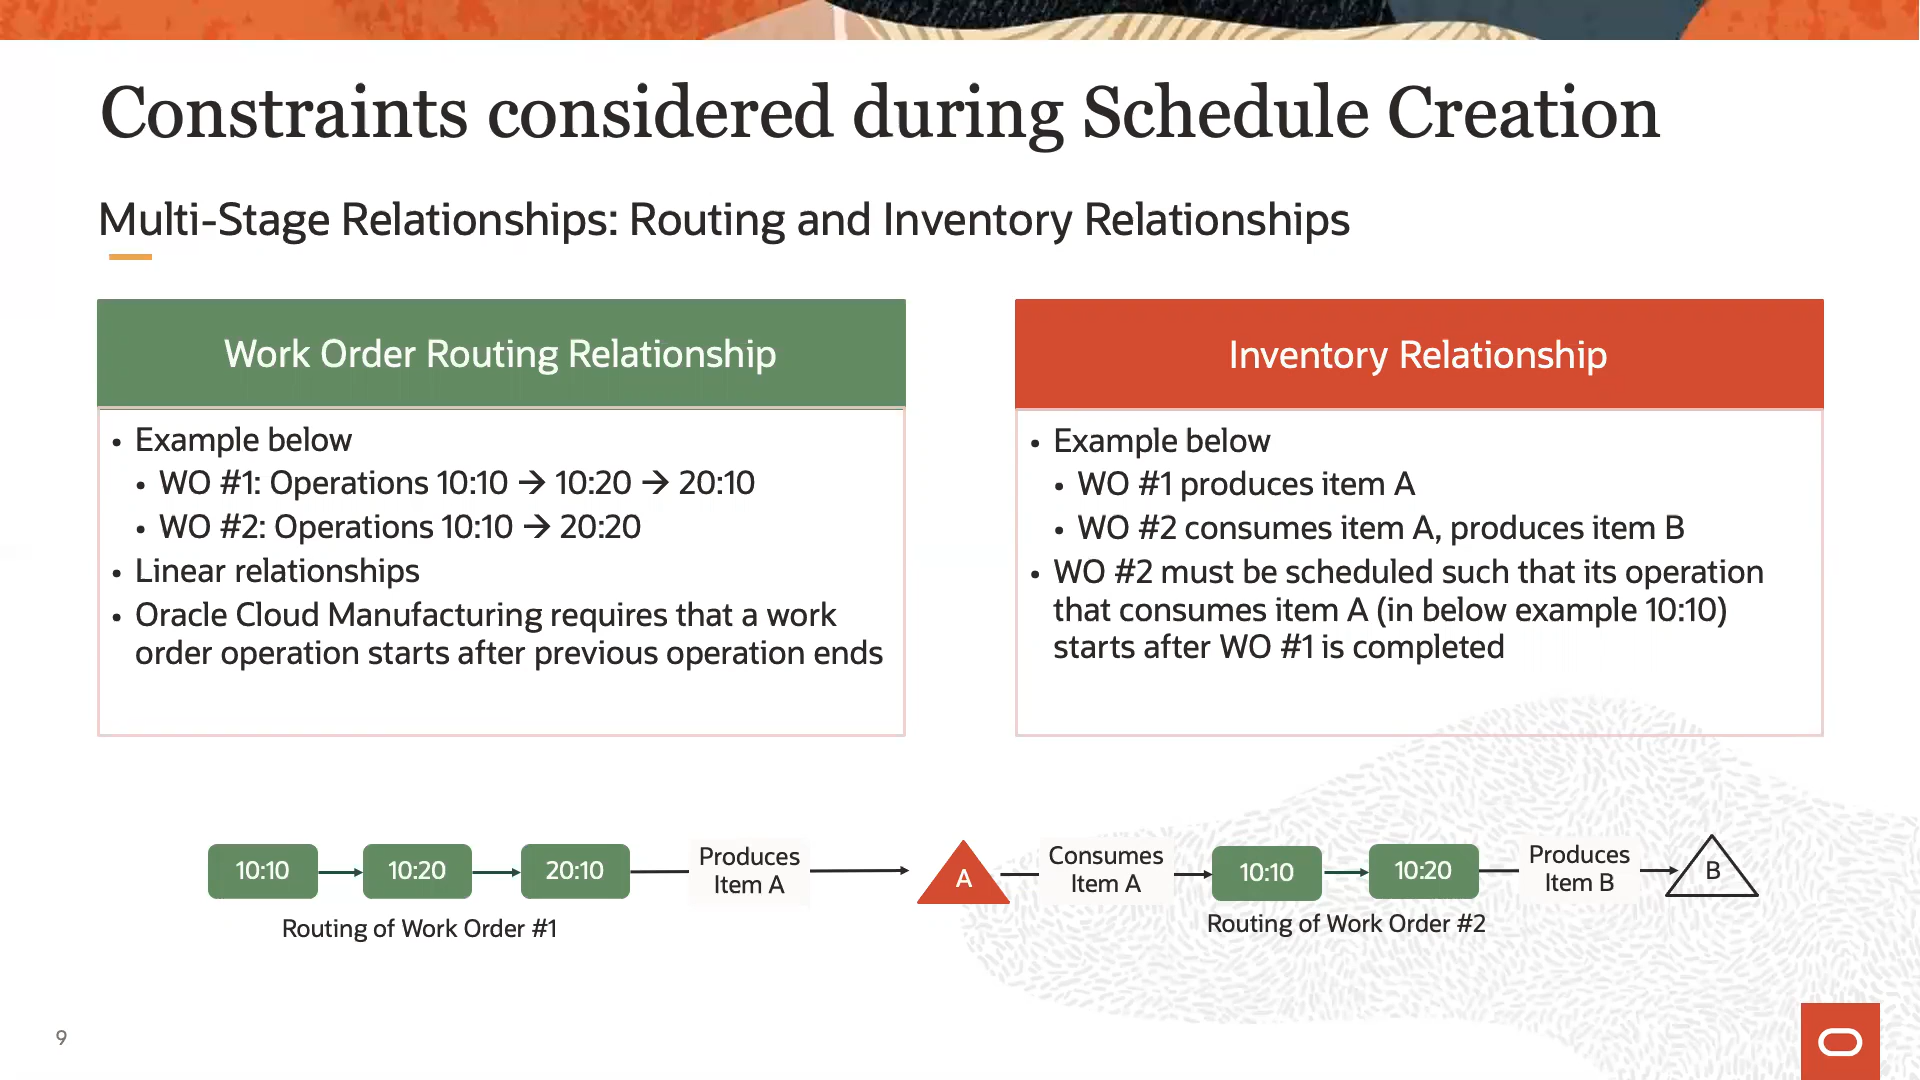 Constraints considered during Schedule Creation
Multi-Stage Relationships: Routing and Inventory Relationships
Work Order Routing Relationship
• Example below
• WO #1: Operations 10:10 → 10:20 → 20:10
• WO #2: Operations 10:10 → 20:20
• Linear relationships
• Oracle Cloud Manufacturing requires that a work
order operation starts after previous operation ends
Inventory Relationship
• Example below
• WO #1 produces item A
• WO #2 consumes item A, produces item B
• WO #2 must be scheduled such that its operation
that consumes item A (in below example 10:10)
starts after WO #1 is completed
10:10
10:20
20:10
Produces
Item A
A
Consumes
Item A
10:10
10:20
Produces
Item B
B
Routing of Work Order #1
Routing of Work Order #2
9